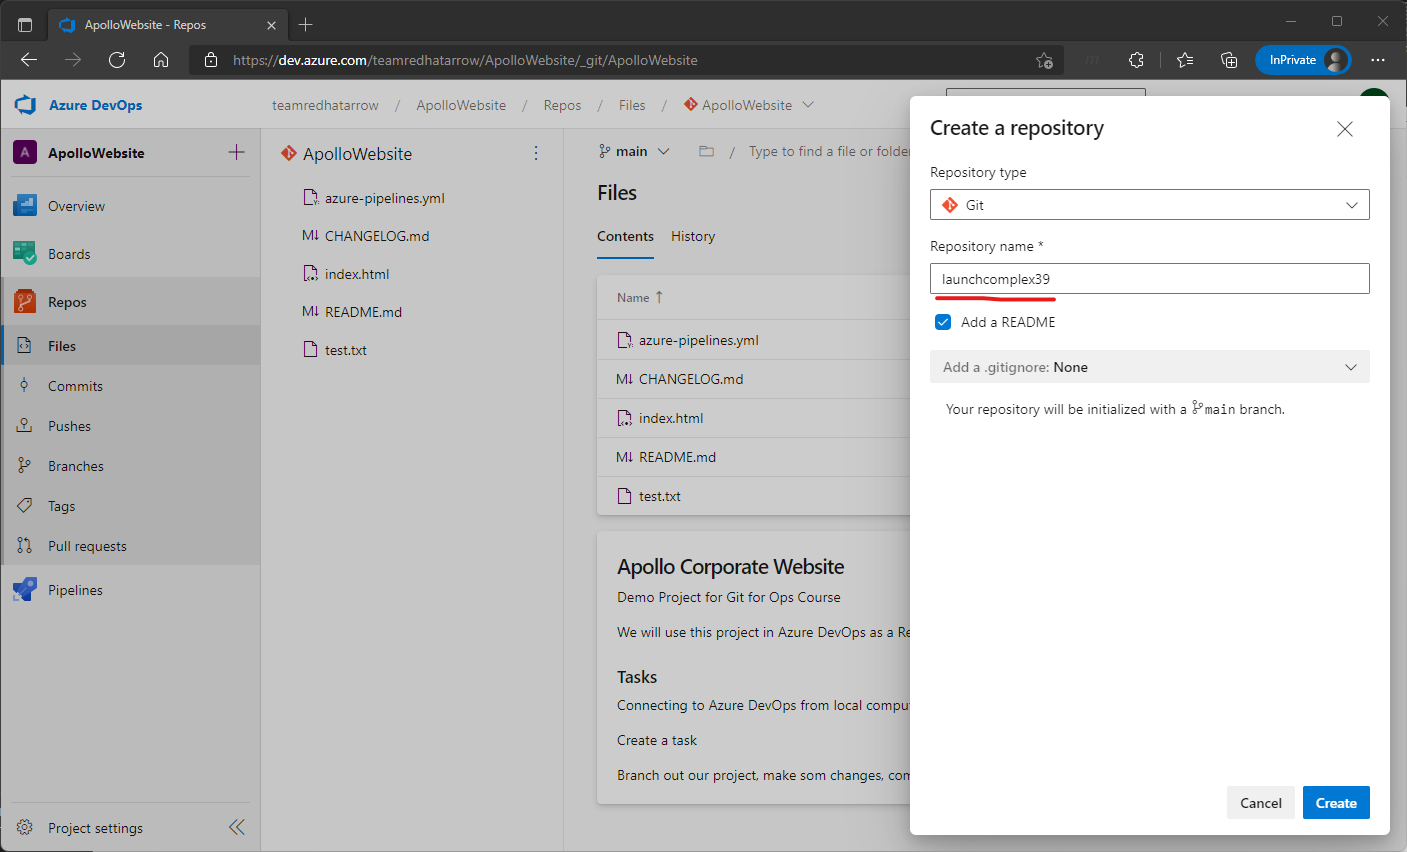 ApolloWebsite - Repos
https://dev.azure.com/teamredhatarrow/ApolloWebsite/_git/ApolloWebsite
InPrivate
Azure DevOps
teamredhatarrow / ApolloWebsite / Repos / Files / ApolloWebsite
A ApolloWebsite
Overview
Boards
Repos
Files
Commits
Pushes
Branches
Tags
Pull requests
Pipelines
Project settings
ApolloWebsite
azure-pipelines.yml
M↓ CHANGELOG.md
index.html
M↓ README.md
test.txt
main / Type to find a file or folder
Files
Contents History
Name ↑
azure-pipelines.yml
M↓ CHANGELOG.md
index.html
M↓ README.md
test.txt
Apollo Corporate Website
Demo Project for Git for Ops Course
We will use this project in Azure DevOps as a Re
Tasks
Connecting to Azure DevOps from local compu
Create a task
Branch out our project, make som changes, com
Create a repository
Repository type
Git
Repository name *
launchcomplex39
Add a README
Add a .gitignore: None
Your repository will be initialized with a main branch.
Cancel Create